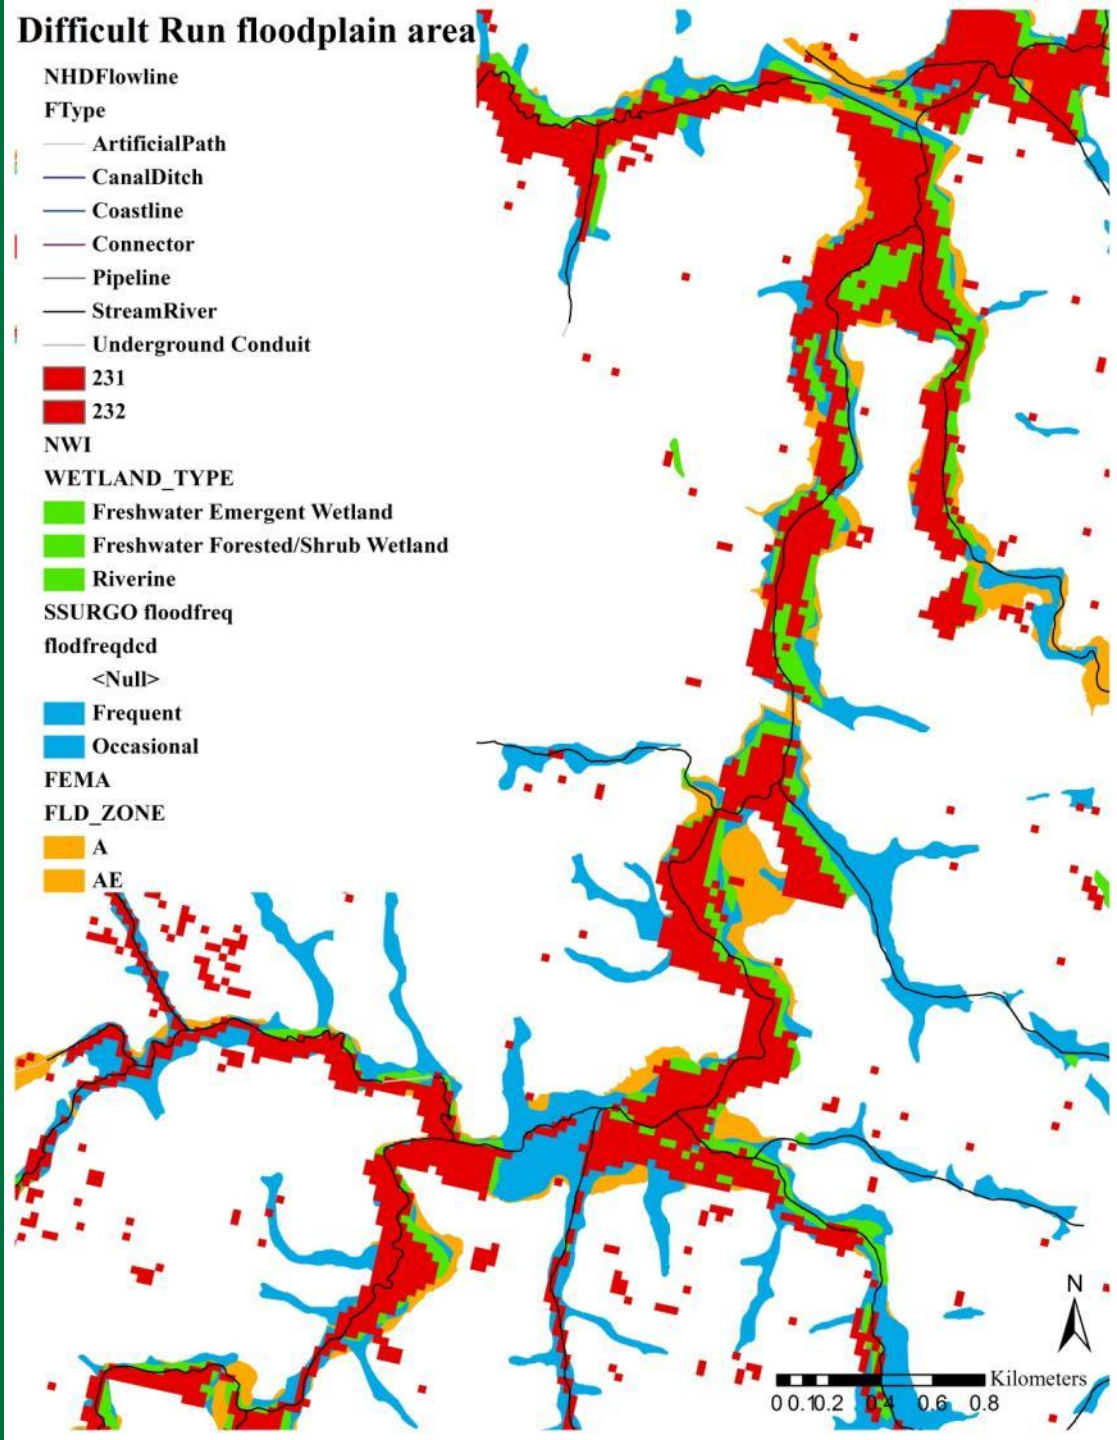 Difficult Run floodplain area
NHDFlowline
FType
ArtificialPath
CanalDitch
Coastline
Connector
Pipeline
StreamRiver
Underground Conduit
231
232
NWI
WETLAND_TYPE
Freshwater Emergent Wetland
Freshwater Forested/Shrub Wetland
Riverine
SSURGO floodfreq
flodfreqdcd
<Null>
Frequent
Occasional
FEMA
FLD_ZONE
A
AE
N
Kilometers
0 0.1 0.2 0.4 0.6 0.8